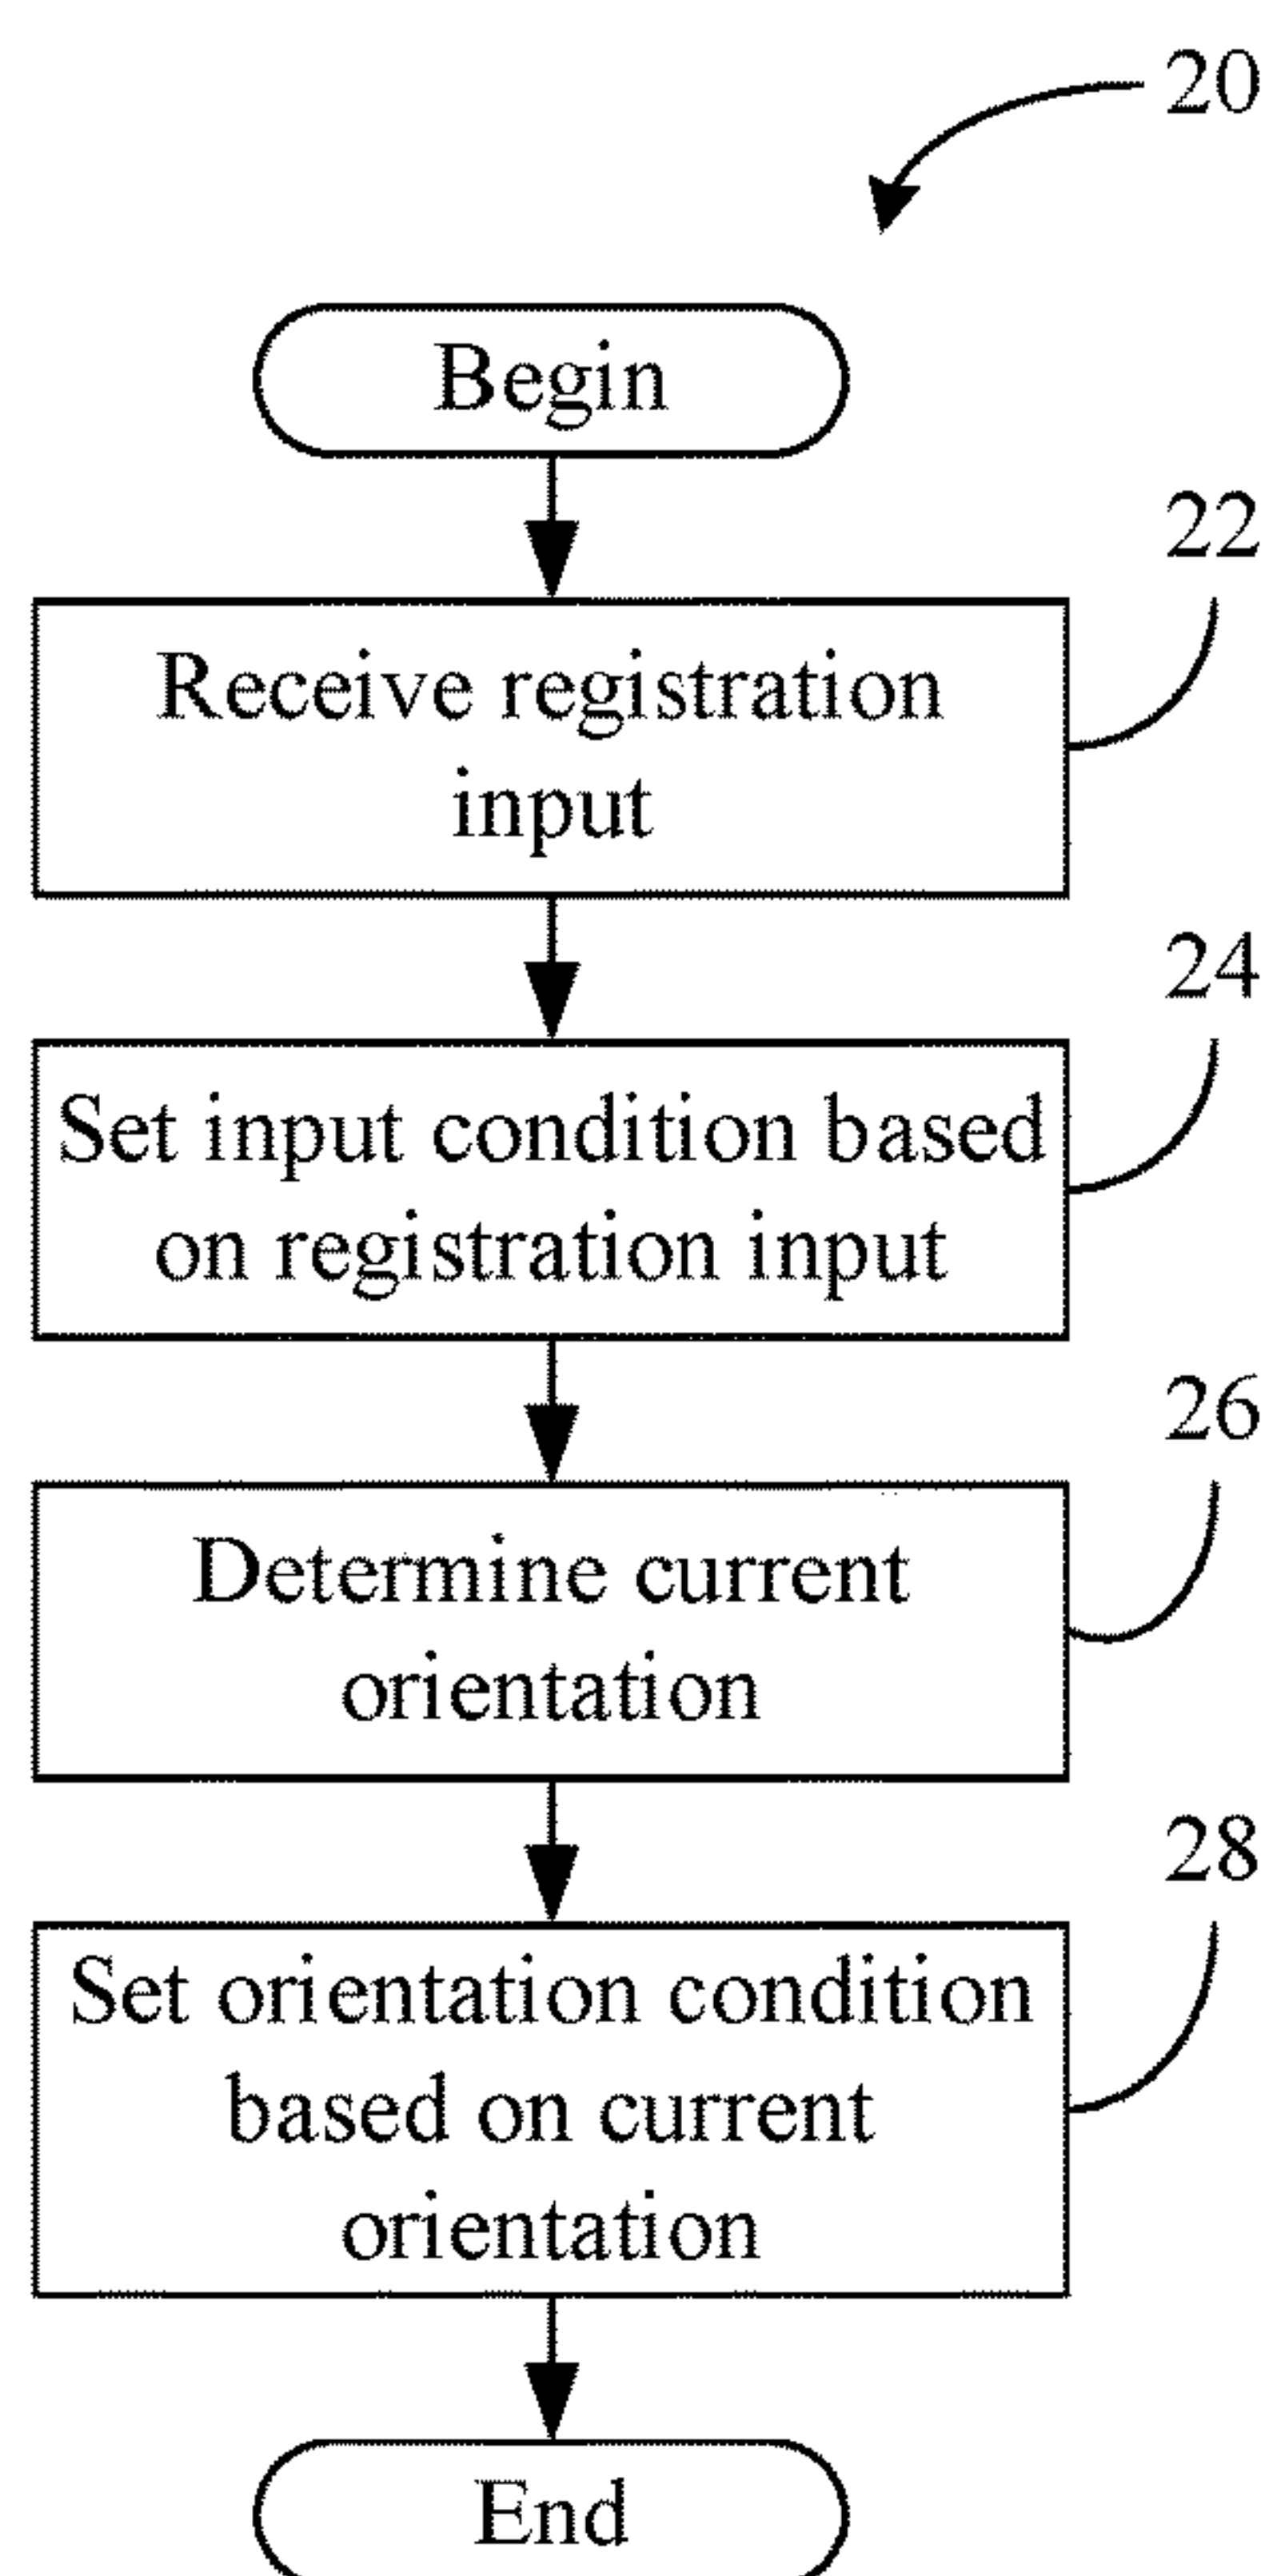 20
Begin
22
Receive registration
input
24
Set input condition based
on registration input
26
Determine current
orientation
28
Set orientation condition
based on current
orientation
End